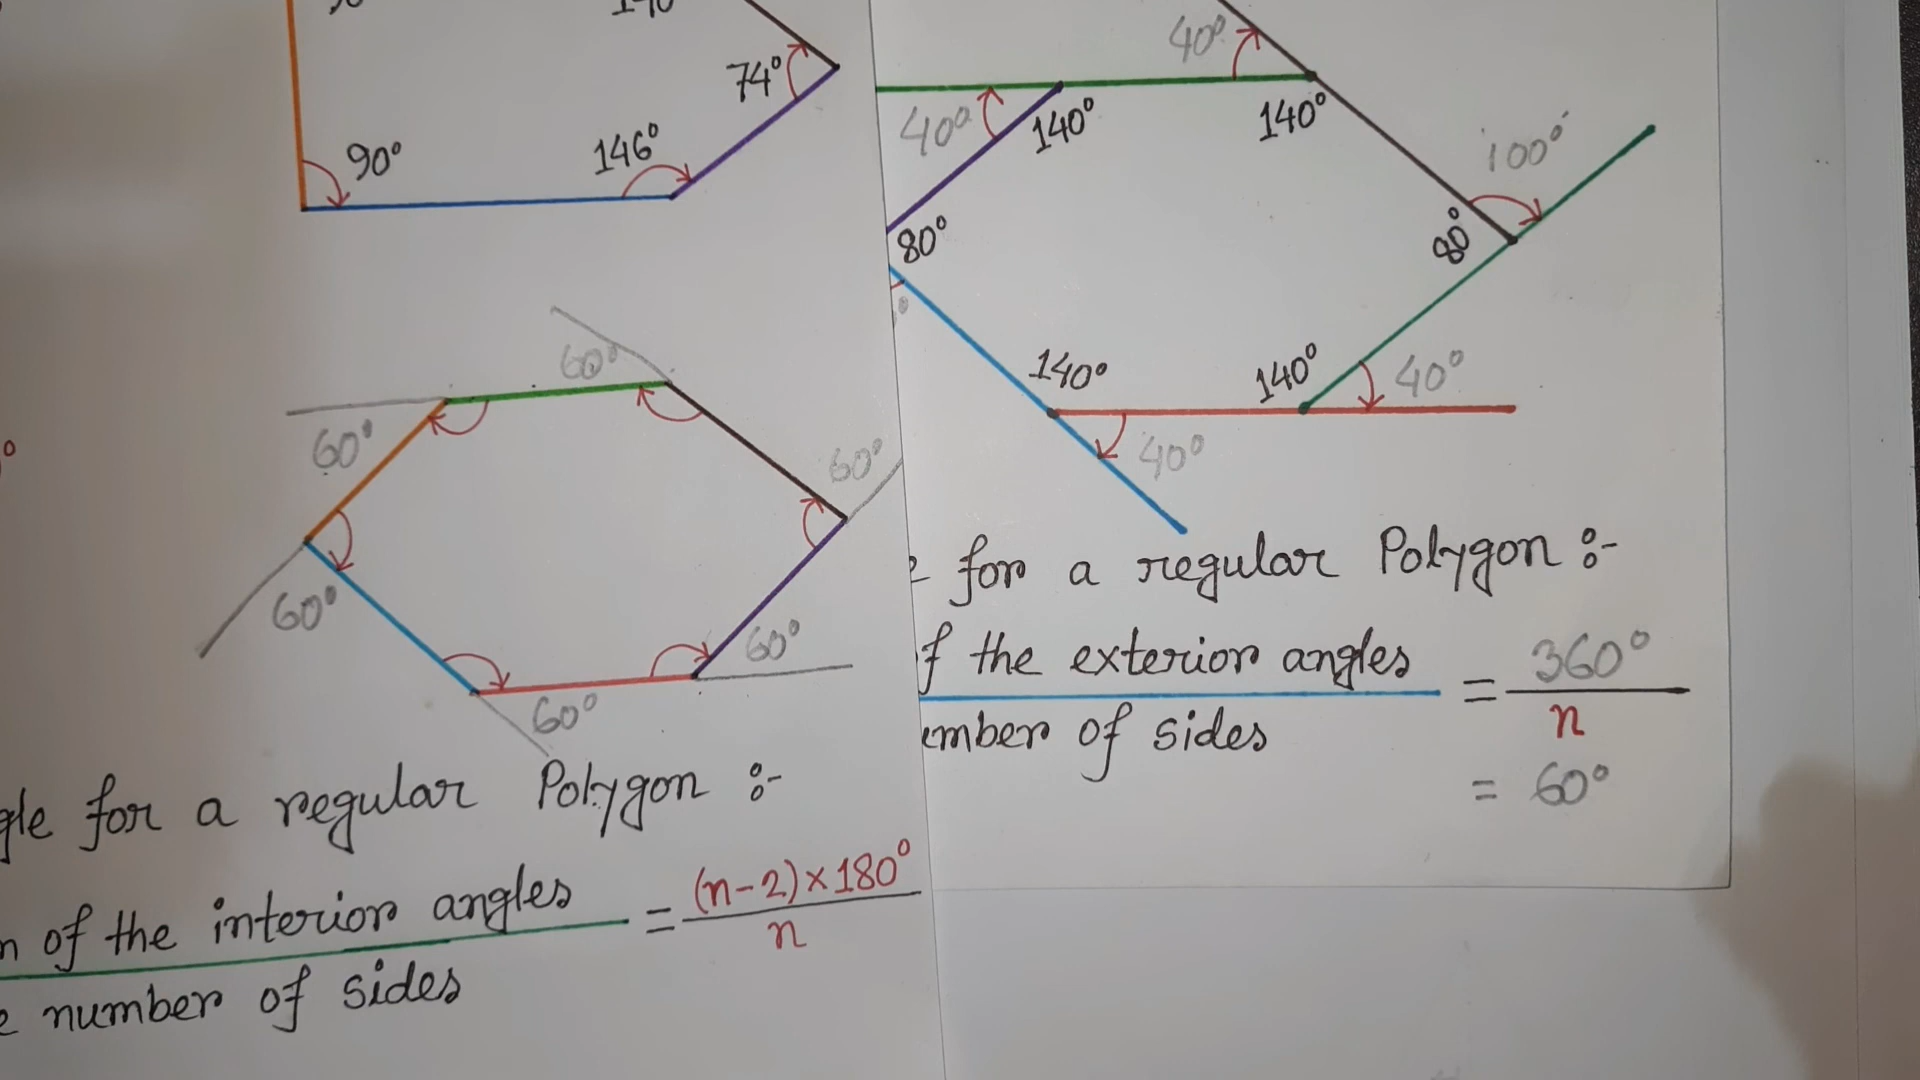 74°
90°
146°
60°
60°
60°
60°
60°
60°
gle for a regular Polygon :-
n of the interior angles = (n-2)×180°
n
e number of sides
40°
40°
140°
140°
100°
80°
80°
140°
140°
40°
40°
for a regular Polygon :-
f the exterior angles = 360°
n
umber of sides
= 60°